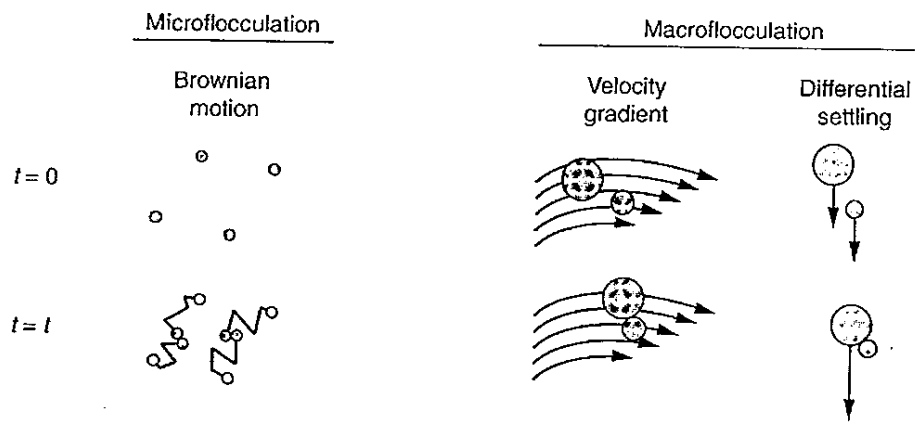 Microflocculation
Macroflocculation
Brownian
motion
Velocity
gradient
Differential
settling
t = 0
t = t